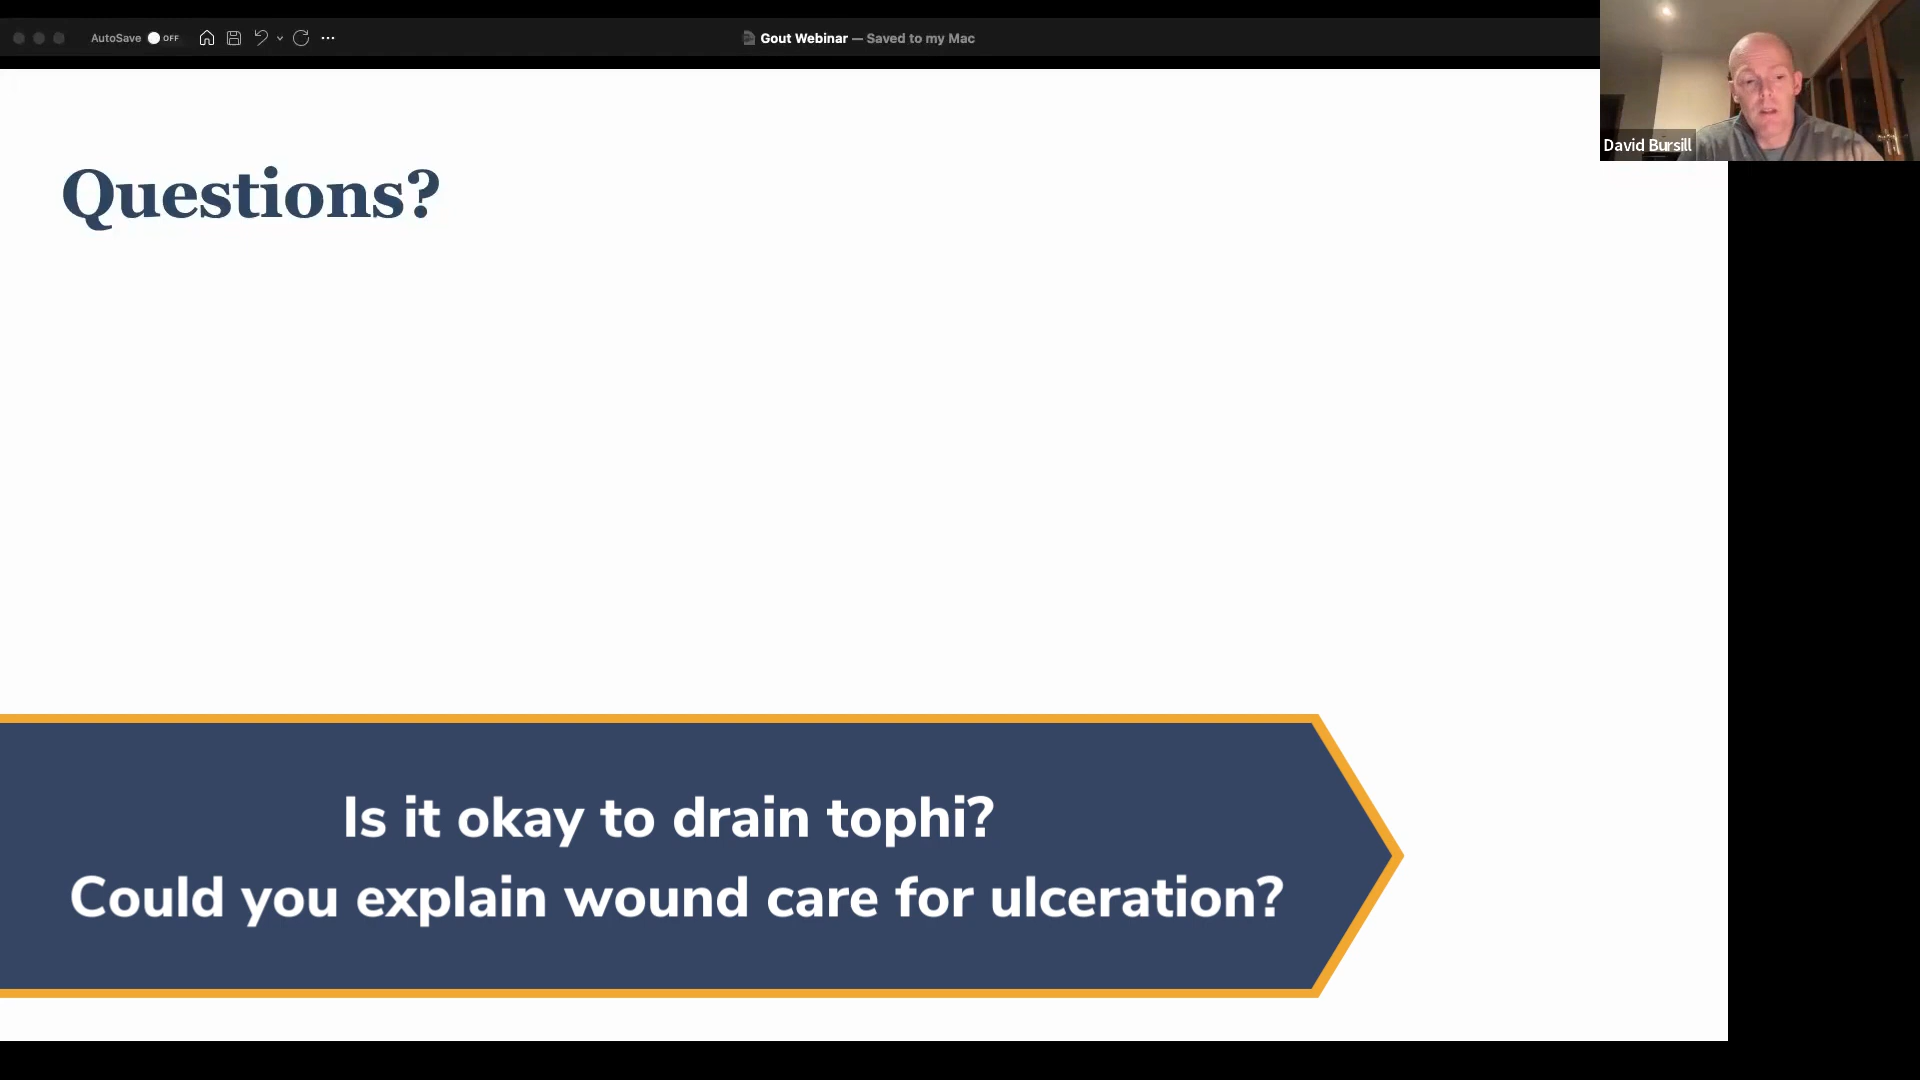 AutoSave OFF
Gout Webinar — Saved to my Mac
David Bursill
Questions?
Is it okay to drain tophi?
Could you explain wound care for ulceration?